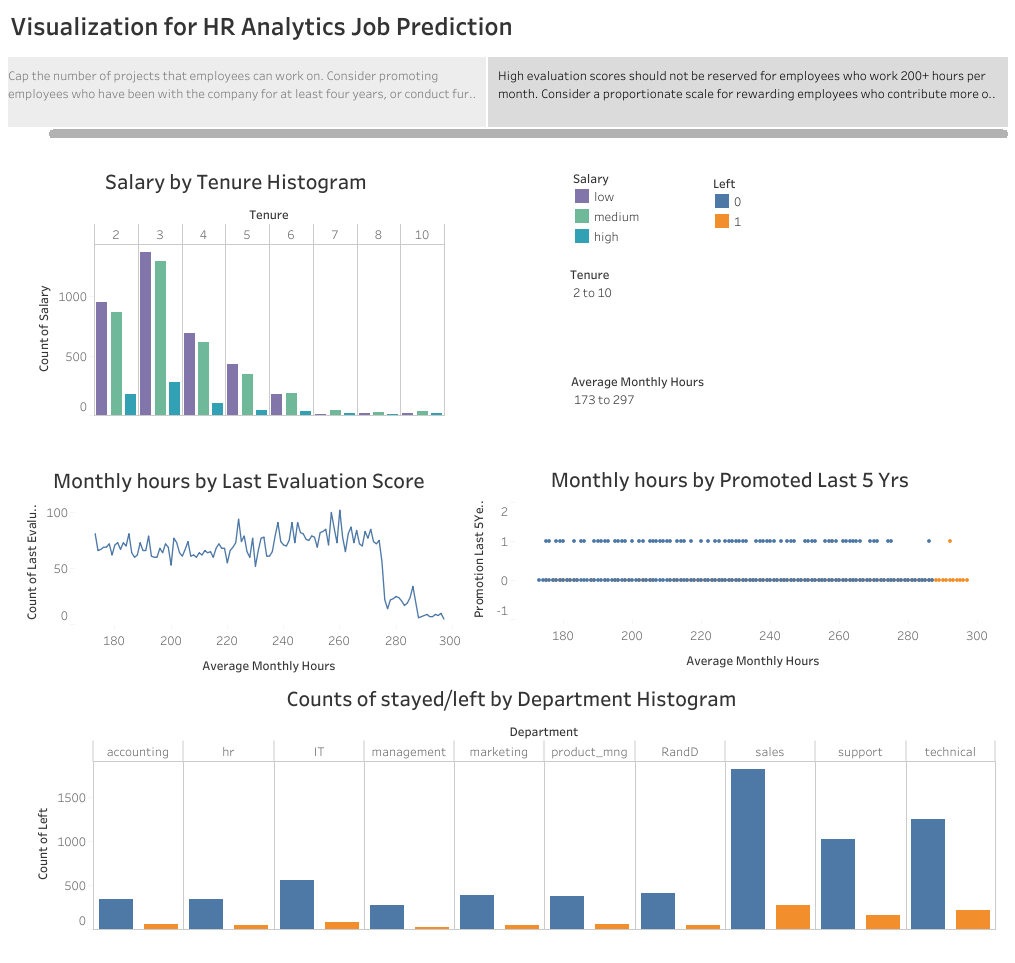 Visualization for HR Analytics Job Prediction
Cap the number of projects that employees can work on. Consider promoting
employees who have been with the company for at least four years, or conduct fur..
High evaluation scores should not be reserved for employees who work 200+ hours per
month. Consider a proportionate scale for rewarding employees who contribute more o..
Salary by Tenure Histogram
Tenure
2 3 4 5 6 7 8 10
Count of Salary
1000
500
0
Salary
low
medium
high
Left
0
1
Tenure
2 to 10
Average Monthly Hours
173 to 297
Monthly hours by Last Evaluation Score
Count of Last Evalu..
100
50
0
180 200 220 240 260 280 300
Average Monthly Hours
Monthly hours by Promoted Last 5 Yrs
Promotion Last 5Ye..
2
1
0
-1
180 200 220 240 260 280 300
Average Monthly Hours
Counts of stayed/left by Department Histogram
Department
accounting hr IT management marketing product_mng RandD sales support technical
Count of Left
1500
1000
500
0